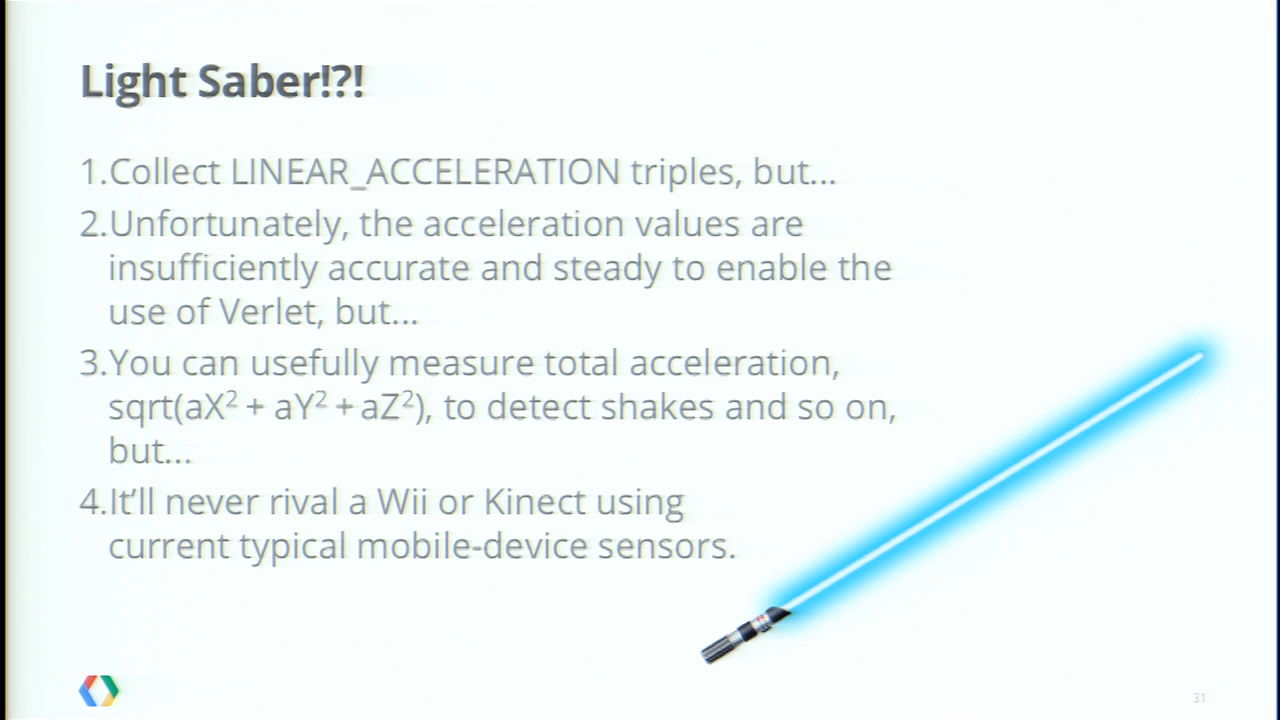 Light Saber!?!
1.Collect LINEAR_ACCELERATION triples, but...
2.Unfortunately, the acceleration values are
insufficiently accurate and steady to enable the
use of Verlet, but...
3.You can usefully measure total acceleration,
sqrt(aX² + aY² + aZ²), to detect shakes and so on,
but...
4.It’ll never rival a Wii or Kinect using
current typical mobile-device sensors.
31